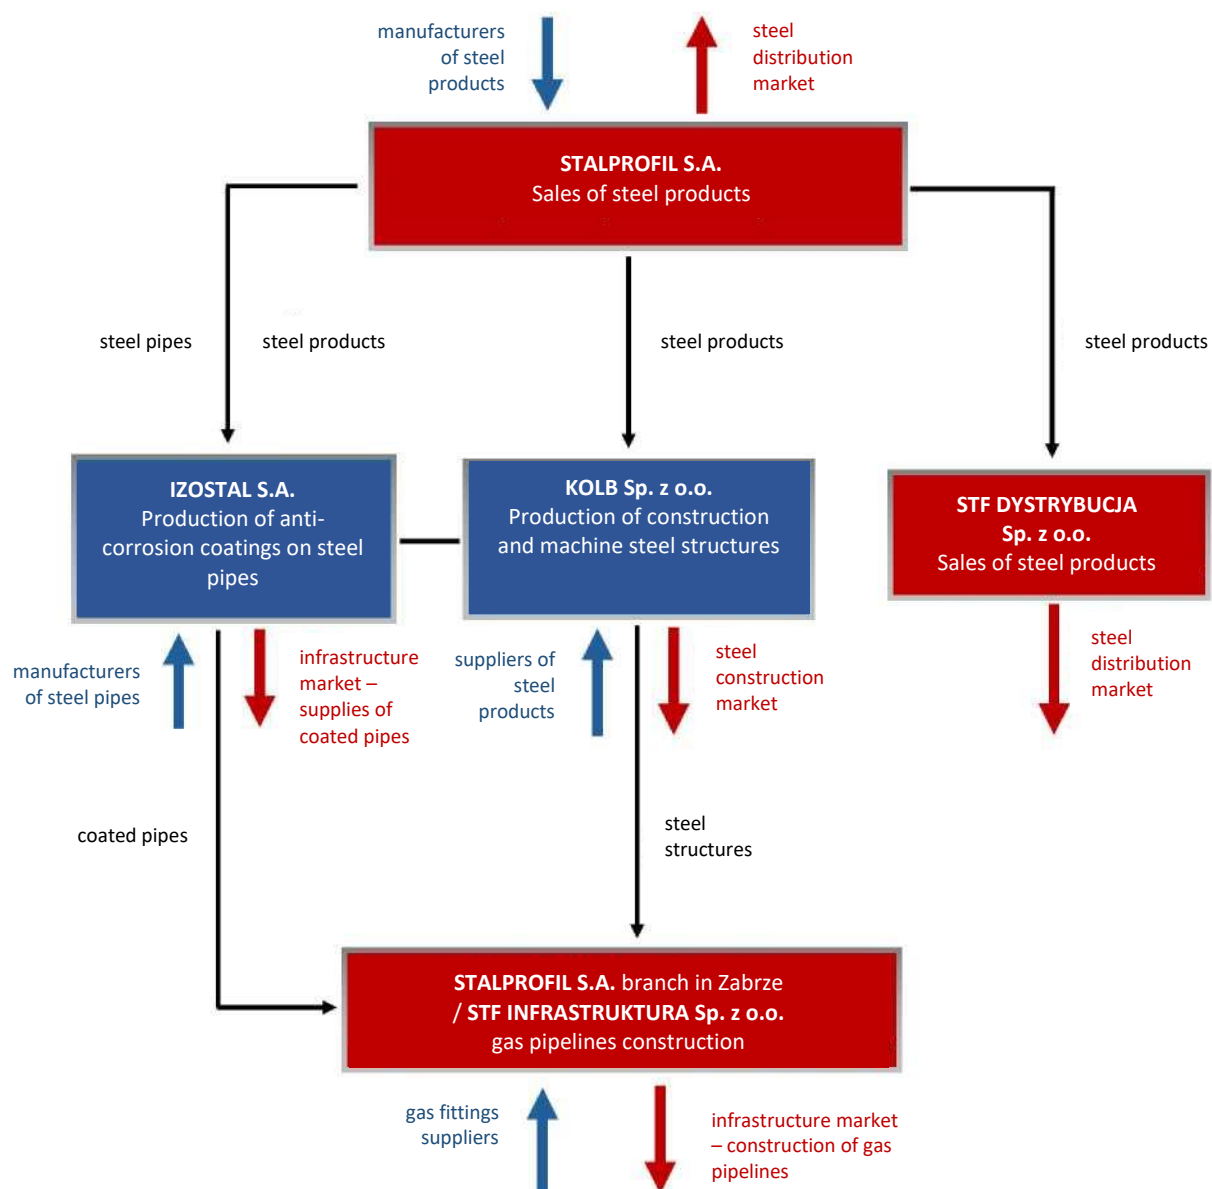 manufacturers
of steel
products
steel
distribution
market
STALPROFIL S.A.
Sales of steel products
steel pipes
steel products
steel products
steel products
IZOSTAL S.A.
Production of anti-
corrosion coatings on steel
pipes
KOLB Sp. z o.o.
Production of construction
and machine steel structures
STF DYSTRYBUCJA
Sp. z o.o.
Sales of steel products
manufacturers
of steel pipes
infrastructure
market –
supplies of
coated pipes
suppliers of
steel
products
steel
construction
market
steel
distribution
market
coated pipes
steel
structures
STALPROFIL S.A. branch in Zabrze
/ STF INFRASTRUKTURA Sp. z o.o.
gas pipelines construction
gas fittings
suppliers
infrastructure market
– construction of gas
pipelines